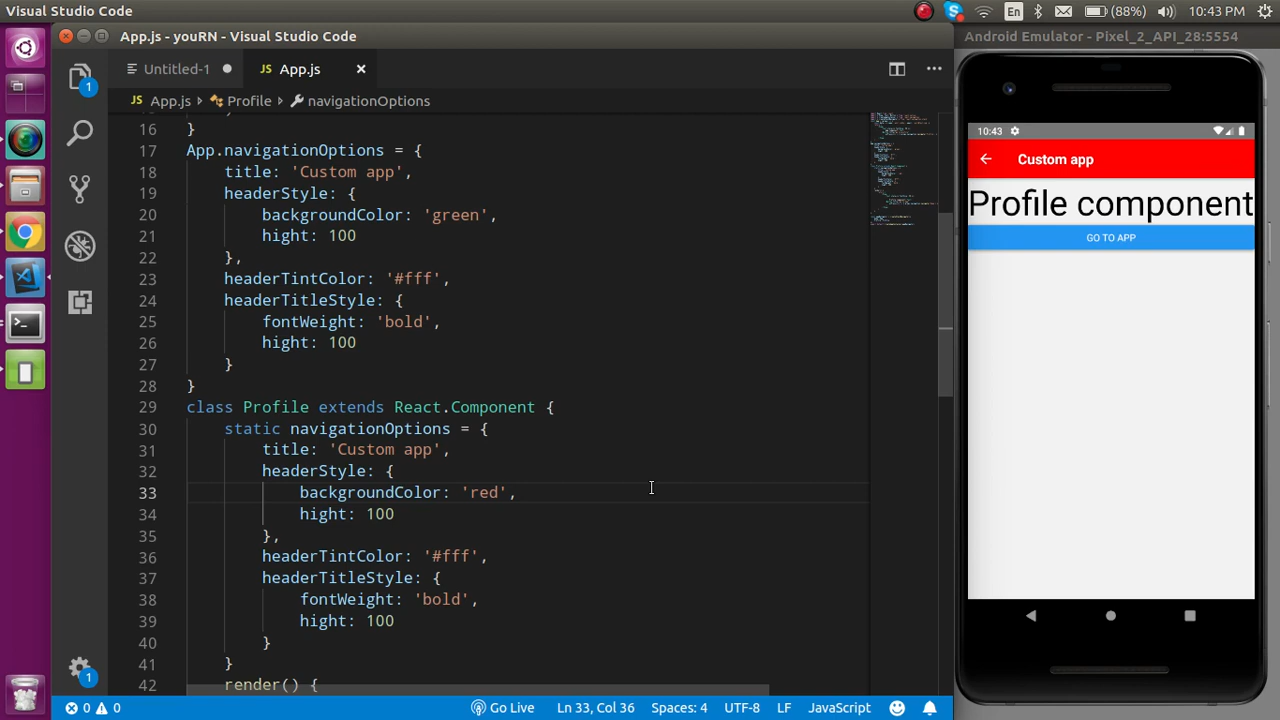 Visual Studio Code
En
(88%)
10:43 PM
App.js - youRN - Visual Studio Code
Android Emulator - Pixel_2_API_28:5554
1
Untitled-1
JS App.js
JS App.js > Profile > navigationOptions
16 }
17 App.navigationOptions = {
18 title: 'Custom app',
19 headerStyle: {
20 backgroundColor: 'green',
21 hight: 100
22 },
23 headerTintColor: '#fff',
24 headerTitleStyle: {
25 fontWeight: 'bold',
26 hight: 100
27 }
28 }
29 class Profile extends React.Component {
30 static navigationOptions = {
31 title: 'Custom app',
32 headerStyle: {
33 backgroundColor: 'red',
34 hight: 100
35 },
36 headerTintColor: '#fff',
37 headerTitleStyle: {
38 fontWeight: 'bold',
39 hight: 100
40 }
41 }
42 render() {
1
0 0
Go Live
Ln 33, Col 36
Spaces: 4
UTF-8
LF
JavaScript
10:43
Custom app
Profile component
GO TO APP